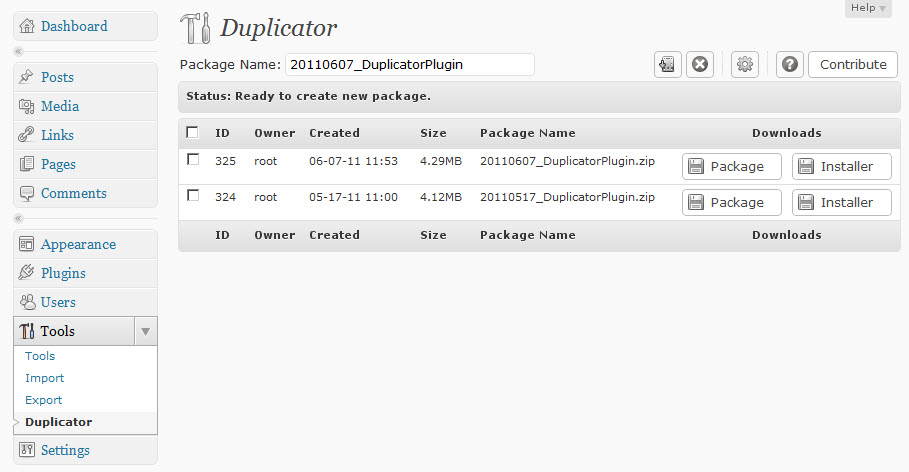 Help
Dashboard
Posts
Media
Links
Pages
Comments
Appearance
Plugins
Users
Tools
Tools
Import
Export
Duplicator
Settings
Duplicator
Package Name: 20110607_DuplicatorPlugin
Contribute
Status: Ready to create new package.
ID Owner Created Size Package Name Downloads
325 root 06-07-11 11:53 4.29MB 20110607_DuplicatorPlugin.zip Package Installer
324 root 05-17-11 11:00 4.12MB 20110517_DuplicatorPlugin.zip Package Installer
ID Owner Created Size Package Name Downloads